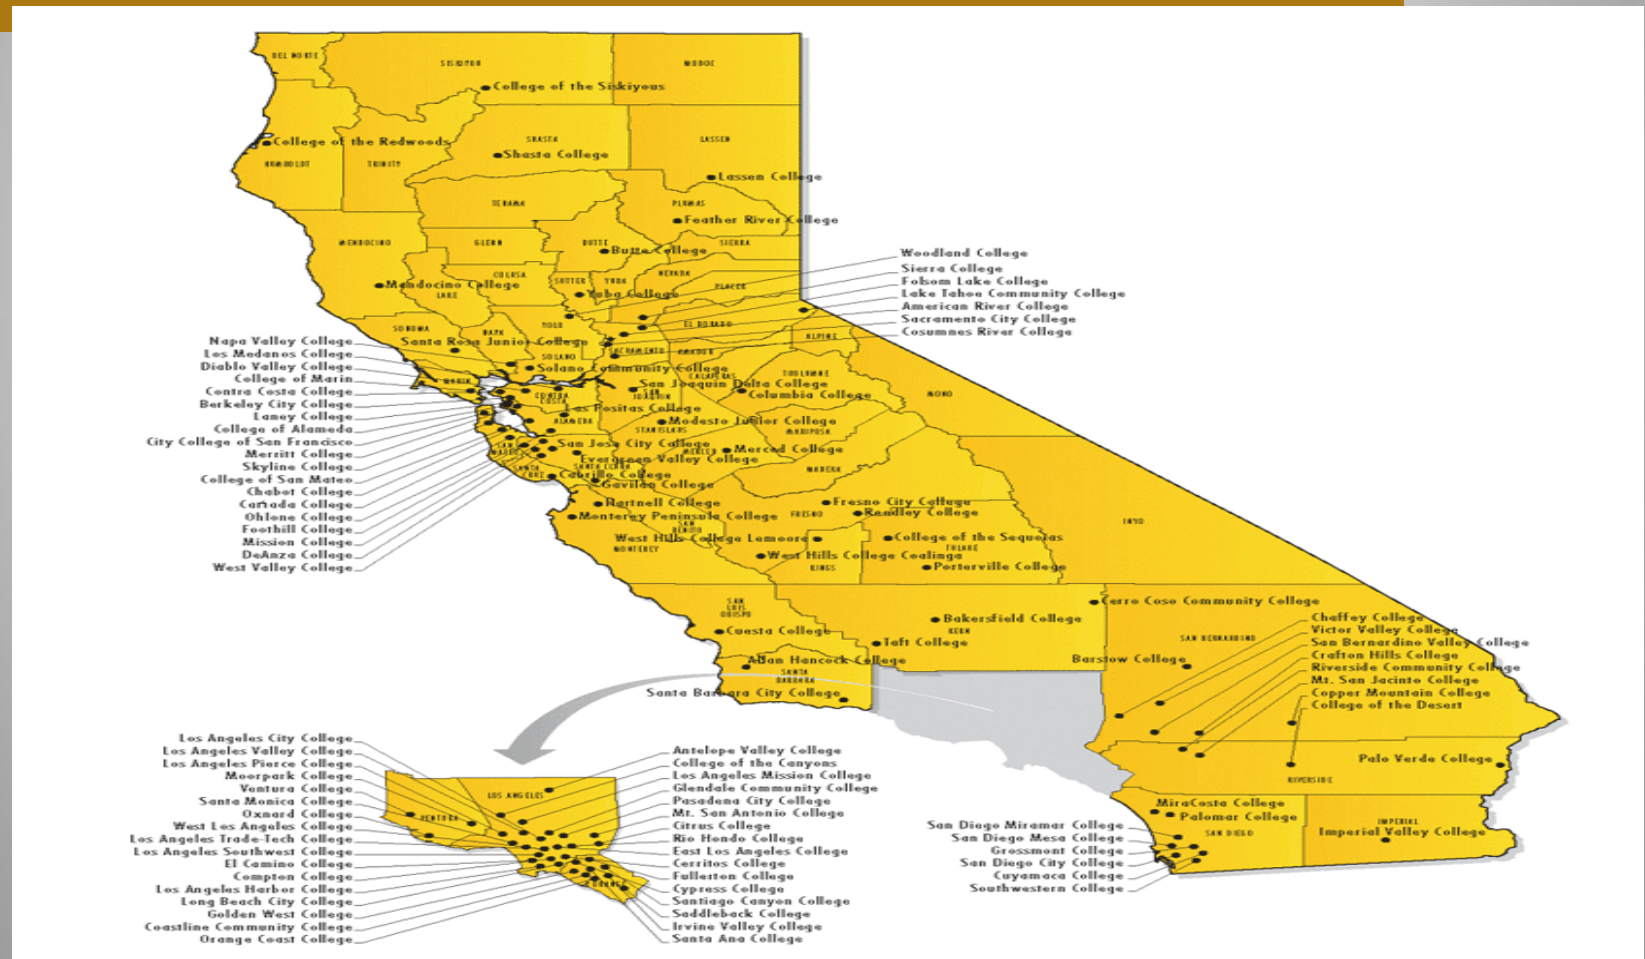 DEL NORTE
SISKIYOU
MODOC
College of the Siskiyous
College of the Redwoods
HUMBOLDT
TRINITY
SHASTA
Shasta College
LASSEN
Lassen College
TEHAMA
PLUMAS
Feather River College
MENDOCINO
GLENN
BUTTE
Butte College
SIERRA
COLUSA
Mendocino College
LAKE
SUTTER
YUBA
Yuba College
NEVADA
PLACER
Woodland College
Sierra College
Folsom Lake College
Lake Tahoe Community College
American River College
Sacramento City College
Cosumnes River College
SONOMA
NAPA
YOLO
EL DORADO
ALPINE
Santa Rosa Junior College
SACRAMENTO
AMADOR
SOLANO
Solano Community College
CALAVERAS
TUOLUMNE
MONO
MARIN
San Joaquin Delta College
SAN
JOAQUIN
Columbia College
CONTRA
COSTA
Las Positas College
ALAMEDA
Modesto Junior College
STANISLAUS
MARIPOSA
San Jose City College
MERCED
Merced College
Evergreen Valley College
SAN
MATEO
SANTA CLARA
SANTA
CRUZ
MADERA
Cabrillo College
Gavilan College
Napa Valley College
Los Medanos College
Diablo Valley College
College of Marin
Contra Costa College
Berkeley City College
Laney College
College of Alameda
City College of San Francisco
Merritt College
Skyline College
College of San Mateo
Chabot College
Cañada College
Ohlone College
Foothill College
Mission College
DeAnza College
West Valley College
Hartnell College
Monterey Peninsula College
SAN
BENITO
MONTEREY
FRESNO
Fresno City College
Reedley College
INYO
West Hills College Lemoore
College of the Sequoias
TULARE
West Hills College Coalinga
KINGS
Porterville College
SAN
LUIS
OBISPO
Cuesta College
Cerro Coso Community College
Bakersfield College
KERN
Taft College
Allan Hancock College
SANTA
BARBARA
Santa Barbara City College
SAN BERNARDINO
Barstow College
Chaffey College
Victor Valley College
San Bernardino Valley College
Crafton Hills College
Riverside Community College
Mt. San Jacinto College
Copper Mountain College
College of the Desert
Palo Verde College
RIVERSIDE
MiraCosta College
Palomar College
SAN DIEGO
IMPERIAL
Imperial Valley College
San Diego Miramar College
San Diego Mesa College
Grossmont College
San Diego City College
Cuyamaca College
Southwestern College
Los Angeles City College
Los Angeles Valley College
Los Angeles Pierce College
Moorpark College
Ventura College
Santa Monica College
Oxnard College
West Los Angeles College
Los Angeles Trade-Tech College
Los Angeles Southwest College
El Camino College
Compton College
Los Angeles Harbor College
Long Beach City College
Golden West College
Coastline Community College
Orange Coast College
LOS ANGELES
VENTURA
ORANGE
Antelope Valley College
College of the Canyons
Los Angeles Mission College
Glendale Community College
Pasadena City College
Mt. San Antonio College
Citrus College
Rio Hondo College
East Los Angeles College
Cerritos College
Fullerton College
Cypress College
Santiago Canyon College
Saddleback College
Irvine Valley College
Santa Ana College